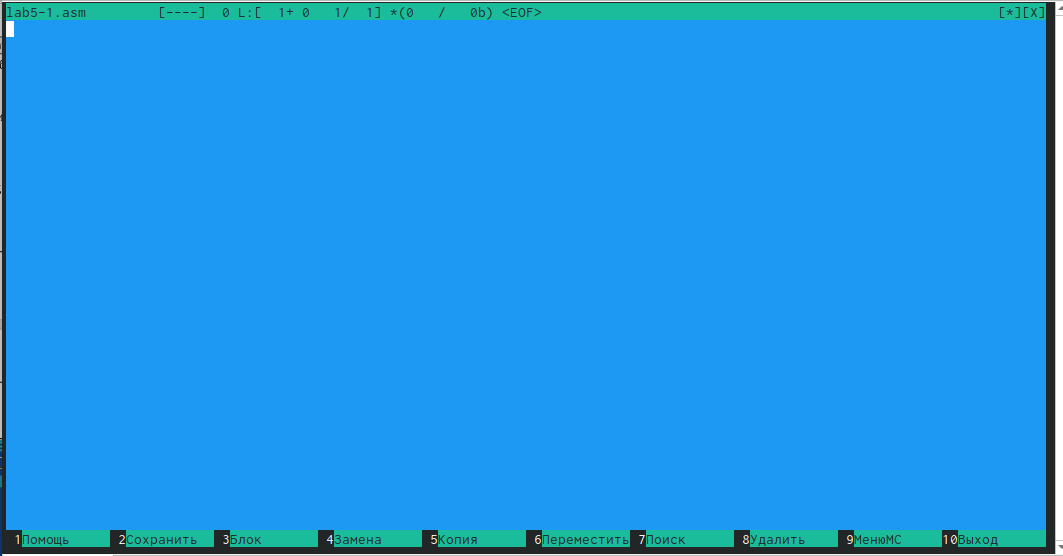 lab5-1.asm [----] 0 L:[ 1+ 0 1/ 1] *(0 / 0b) <EOF> [*][X]
1Помощь 2Сохранить 3Блок 4Замена 5Копия 6Переместить 7Поиск 8Удалить 9МенюМС 10Выход